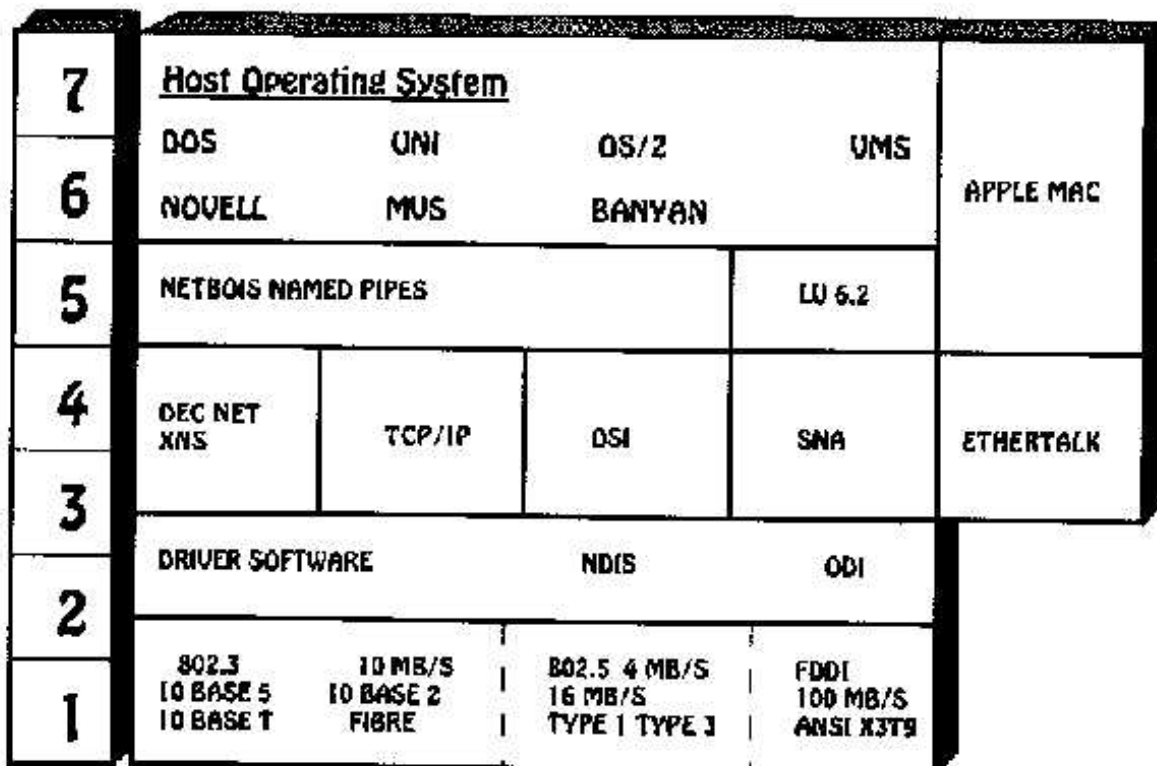 7
Host Operating System
DOS UNI OS/2 VMS
6
NOVELL MVS BANYAN
APPLE MAC
5
NETBOIS NAMED PIPES
LU 6.2
4
DEC NET
XNS
TCP/IP
OSI
SNA
ETHERTALK
3
DRIVER SOFTWARE NDIS ODI
2
1
802.3 10 MB/S
10 BASE 5 10 BASE 2
10 BASE T FIBRE
802.5 4 MB/S
16 MB/S
TYPE 1 TYPE 3
FDDI
100 MB/S
ANSI X3T9